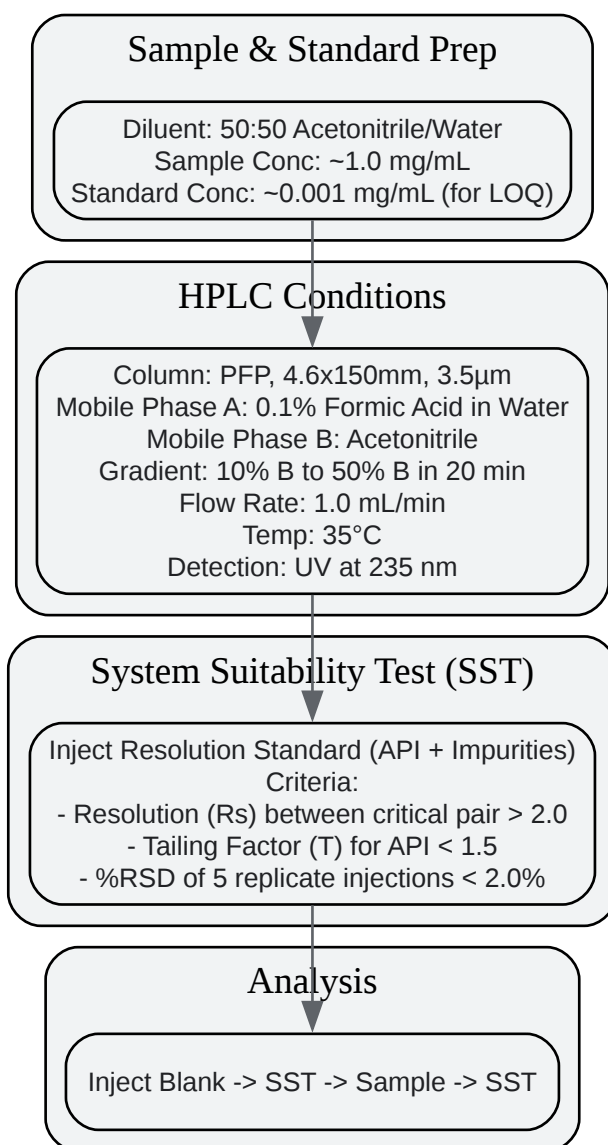 Sample & Standard Prep
Diluent: 50:50 Acetonitrile/Water
Sample Conc: ~1.0 mg/mL
Standard Conc: ~0.001 mg/mL (for LOQ)
HPLC Conditions
Column: PFP, 4.6x150mm, 3.5µm
Mobile Phase A: 0.1% Formic Acid in Water
Mobile Phase B: Acetonitrile
Gradient: 10% B to 50% B in 20 min
Flow Rate: 1.0 mL/min
Temp: 35°C
Detection: UV at 235 nm
System Suitability Test (SST)
Inject Resolution Standard (API + Impurities)
Criteria:
- Resolution (Rs) between critical pair > 2.0
- Tailing Factor (T) for API < 1.5
- %RSD of 5 replicate injections < 2.0%
Analysis
Inject Blank -> SST -> Sample -> SST